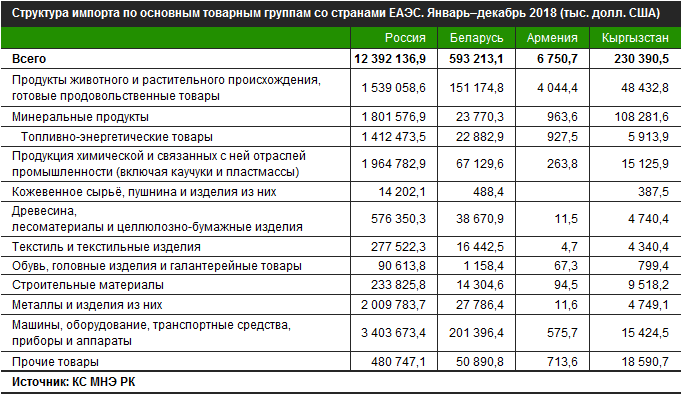 Структура импорта по основным товарным группам со странами ЕАЭС. Январь–декабрь 2018 (тыс. долл. США)
Россия Беларусь Армения Кыргызстан
Всего 12 392 136,9 593 213,1 6 750,7 230 390,5
Продукты животного и растительного происхождения,
готовые продовольственные товары 1 539 058,6 151 174,8 4 044,4 48 432,8
Минеральные продукты 1 801 576,9 23 770,3 963,6 108 281,6
Топливно-энергетические товары 1 412 473,5 22 882,9 927,5 5 913,9
Продукция химической и связанных с ней отраслей
промышленности (включая каучуки и пластмассы) 1 964 782,9 67 129,6 263,8 15 125,9
Кожевенное сырьё, пушнина и изделия из них 14 202,1 488,4 387,5
Древесина,
лесоматериалы и целлюлозно-бумажные изделия 576 350,3 38 670,9 11,5 4 740,4
Текстиль и текстильные изделия 277 522,3 16 442,5 4,7 4 340,4
Обувь, головные изделия и галантерейные товары 90 613,8 1 158,4 67,3 799,4
Строительные материалы 233 825,8 14 304,6 94,5 9 518,2
Металлы и изделия из них 2 009 783,7 27 786,4 11,6 4 749,1
Машины, оборудование, транспортные средства,
приборы и аппараты 3 403 673,4 201 396,4 575,7 15 424,5
Прочие товары 480 747,1 50 890,8 713,6 18 590,7
Источник: КС МНЭ РК